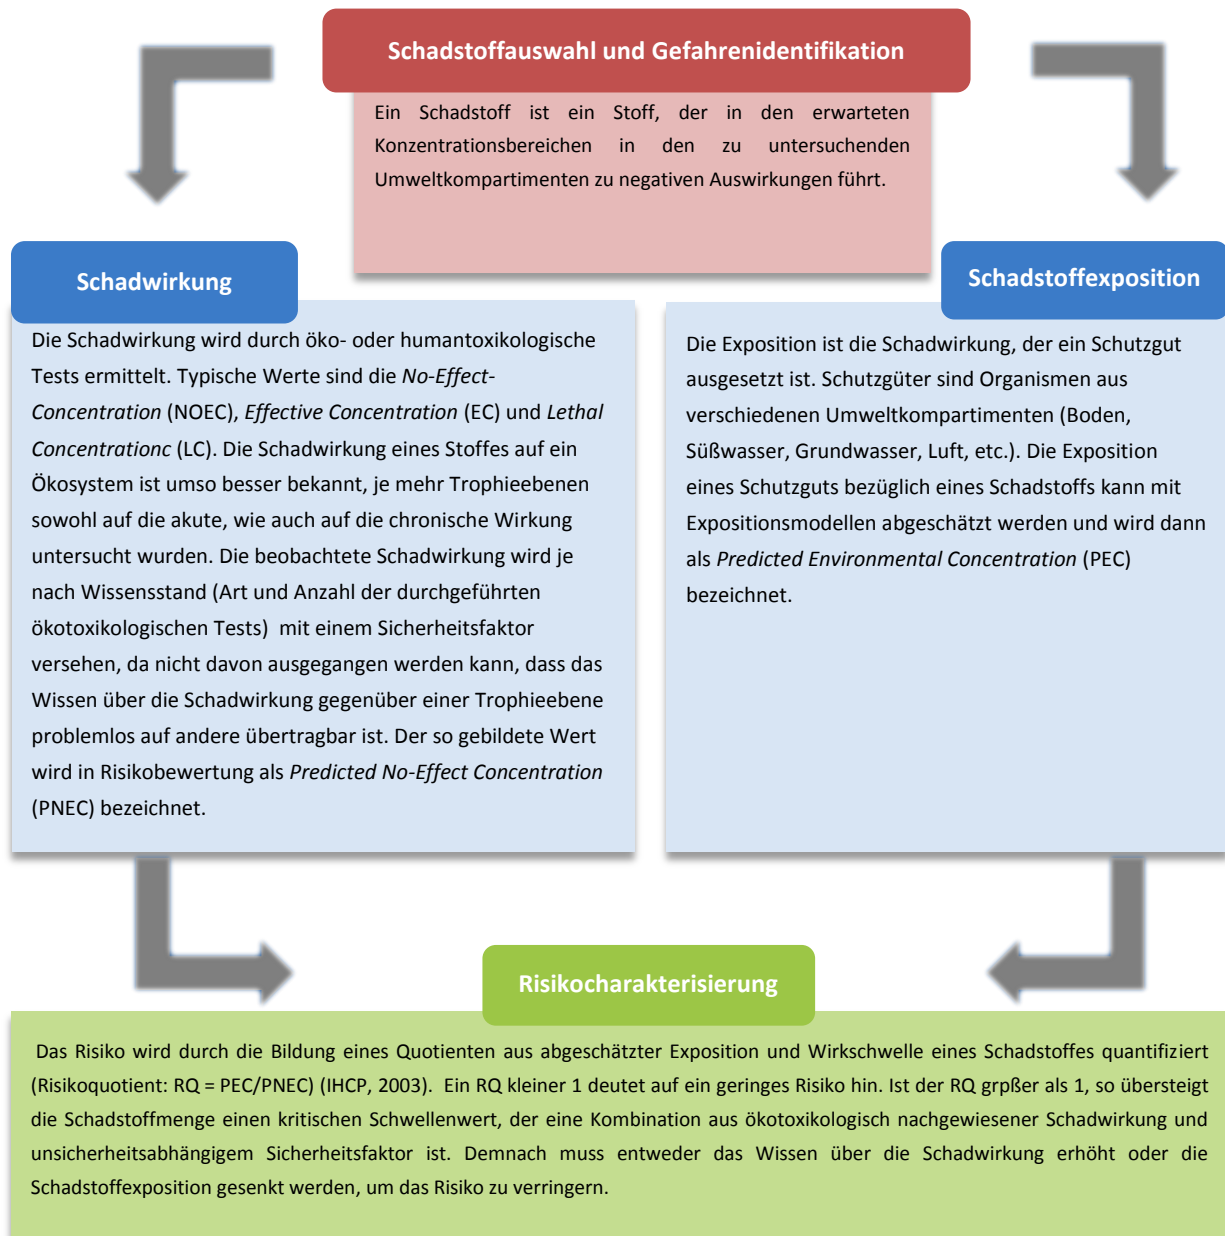 Schadstoffauswahl und Gefahrenidentifikation
Ein Schadstoff ist ein Stoff, der in den erwarteten
Konzentrationsbereichen in den zu untersuchenden
Umweltkompartimenten zu negativen Auswirkungen führt.
Schadwirkung
Die Schadwirkung wird durch öko- oder humantoxikologische
Tests ermittelt. Typische Werte sind die No-Effect-
Concentration (NOEC), Effective Concentration (EC) und Lethal
Concentrationc (LC). Die Schadwirkung eines Stoffes auf ein
Ökosystem ist umso besser bekannt, je mehr Trophieebenen
sowohl auf die akute, wie auch auf die chronische Wirkung
untersucht wurden. Die beobachtete Schadwirkung wird je
nach Wissensstand (Art und Anzahl der durchgeführten
ökotoxikologischen Tests) mit einem Sicherheitsfaktor
versehen, da nicht davon ausgegangen werden kann, dass das
Wissen über die Schadwirkung gegenüber einer Trophieebene
problemlos auf andere übertragbar ist. Der so gebildete Wert
wird in Risikobewertung als Predicted No-Effect Concentration
(PNEC) bezeichnet.
Schadstoffexposition
Die Exposition ist die Schadwirkung, der ein Schutzgut
ausgesetzt ist. Schutzgüter sind Organismen aus
verschiedenen Umweltkompartimenten (Boden,
Süßwasser, Grundwasser, Luft, etc.). Die Exposition
eines Schutzguts bezüglich eines Schadstoffs kann mit
Expositionsmodellen abgeschätzt werden und wird dann
als Predicted Environmental Concentration (PEC)
bezeichnet.
Risikocharakterisierung
Das Risiko wird durch die Bildung eines Quotienten aus abgeschätzter Exposition und Wirkschwelle eines Schadstoffes quantifiziert
(Risikoquotient: RQ = PEC/PNEC) (IHCP, 2003). Ein RQ kleiner 1 deutet auf ein geringes Risiko hin. Ist der RQ grpßer als 1, so übersteigt
die Schadstoffmenge einen kritischen Schwellenwert, der eine Kombination aus ökotoxikologisch nachgewiesener Schadwirkung und
unsicherheitsabhängigem Sicherheitsfaktor ist. Demnach muss entweder das Wissen über die Schadwirkung erhöht oder die
Schadstoffexposition gesenkt werden, um das Risiko zu verringern.